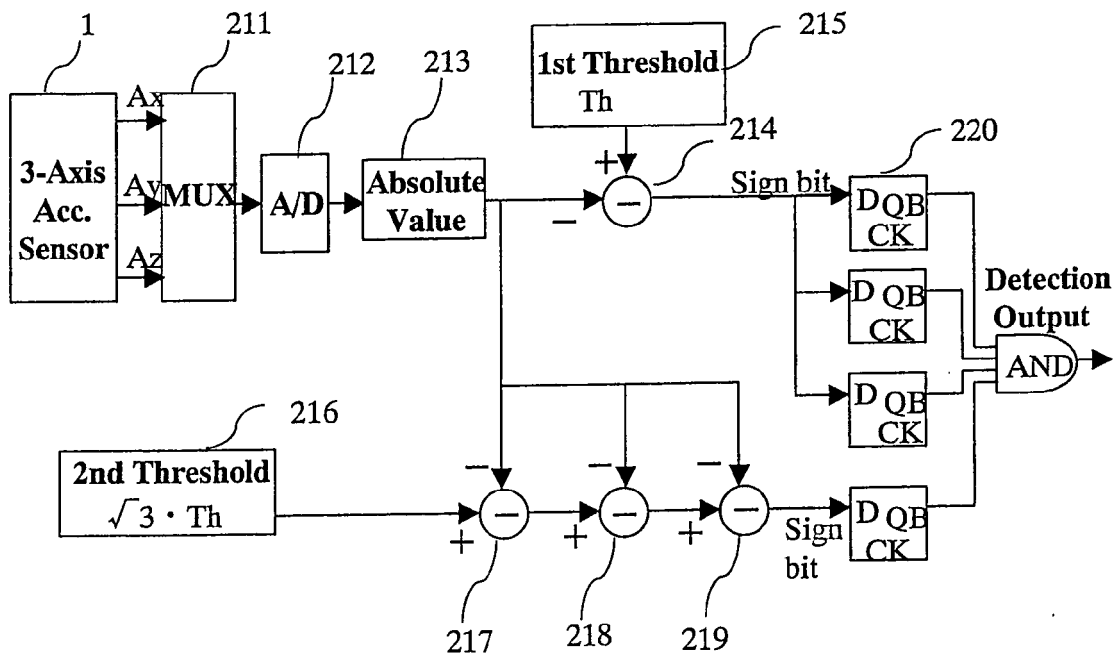 1
211
212
213
215
1st Threshold
Th
214
220
Ax
Ay
Az
3-Axis
Acc.
Sensor
MUX
A/D
Absolute
Value
+
−
−
Sign bit
D QB
CK
D QB
CK
D QB
CK
Detection
Output
AND
216
2nd Threshold
√3 · Th
−
−
−
+
−
+
−
+
−
Sign
bit
D QB
CK
217
218
219